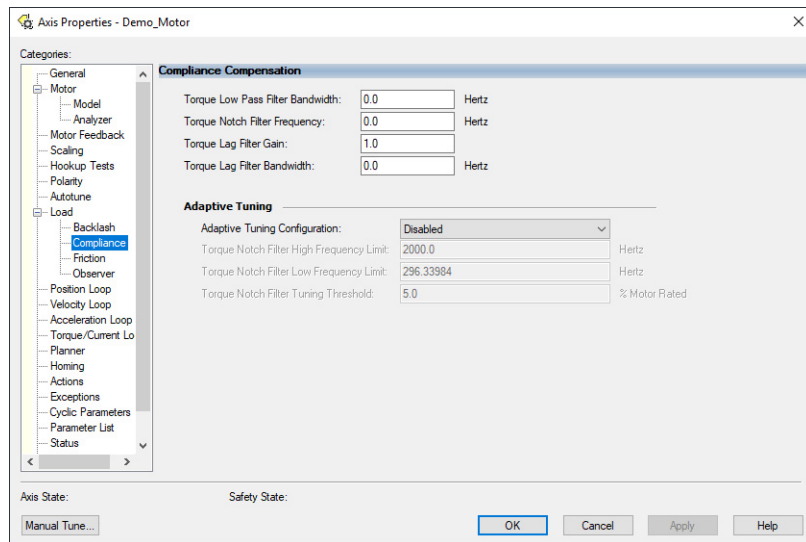 Axis Properties - Demo_Motor
Categories:
General
Motor
Model
Analyzer
Motor Feedback
Scaling
Hookup Tests
Polarity
Autotune
Load
Backlash
Compliance
Friction
Observer
Position Loop
Velocity Loop
Acceleration Loop
Torque/Current Lo
Planner
Homing
Actions
Exceptions
Cyclic Parameters
Parameter List
Status
Compliance Compensation
Torque Low Pass Filter Bandwidth: 0.0 Hertz
Torque Notch Filter Frequency: 0.0 Hertz
Torque Lag Filter Gain: 1.0
Torque Lag Filter Bandwidth: 0.0 Hertz
Adaptive Tuning
Adaptive Tuning Configuration: Disabled
Torque Notch Filter High Frequency Limit: 2000.0 Hertz
Torque Notch Filter Low Frequency Limit: 296.33984 Hertz
Torque Notch Filter Tuning Threshold: 5.0 % Motor Rated
Axis State: Safety State:
Manual Tune... OK Cancel Apply Help